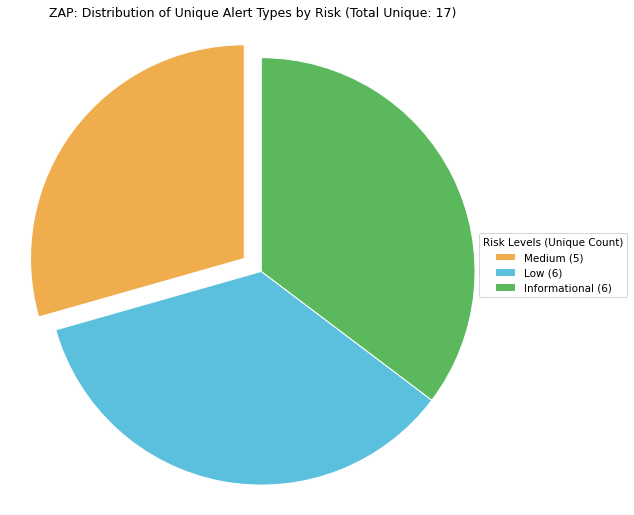 ZAP: Distribution of Unique Alert Types by Risk (Total Unique: 17)
Risk Levels (Unique Count)
Medium (5)
Low (6)
Informational (6)